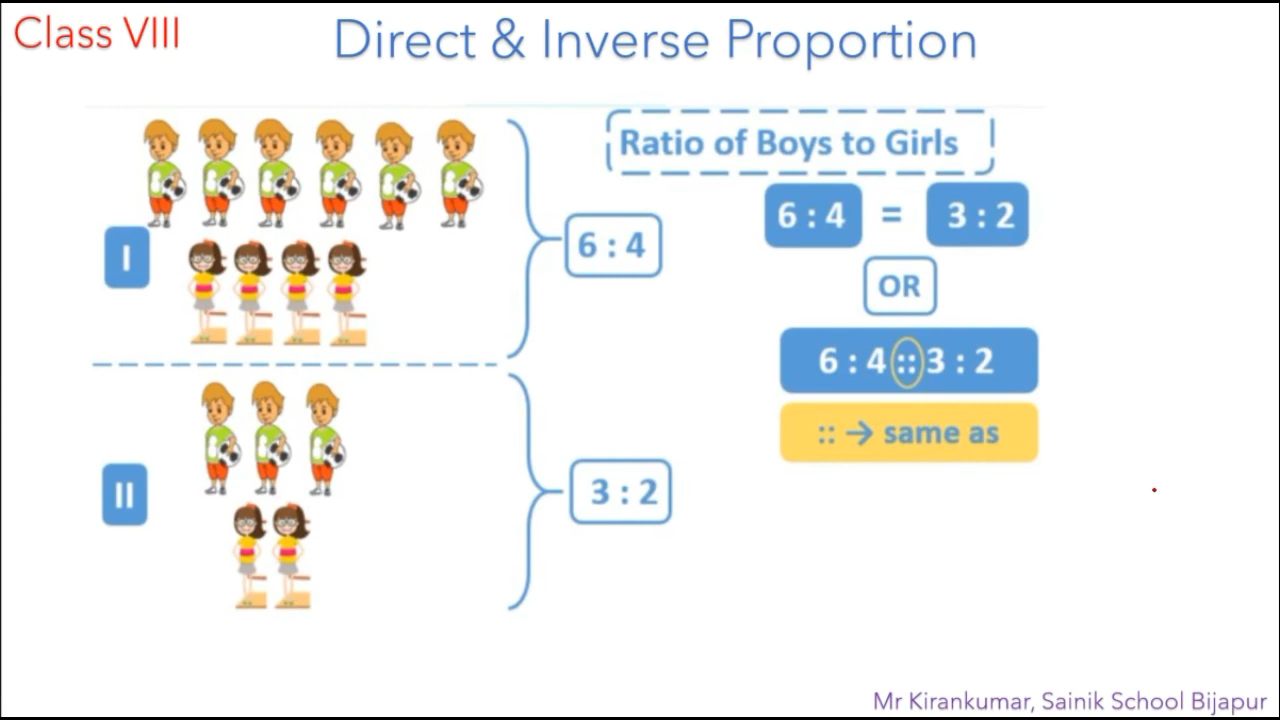 Class VIII
Direct & Inverse Proportion
Ratio of Boys to Girls
6 : 4 = 3 : 2
I
6 : 4
OR
6 : 4 :: 3 : 2
:: → same as
II
3 : 2
Mr Kirankumar, Sainik School Bijapur